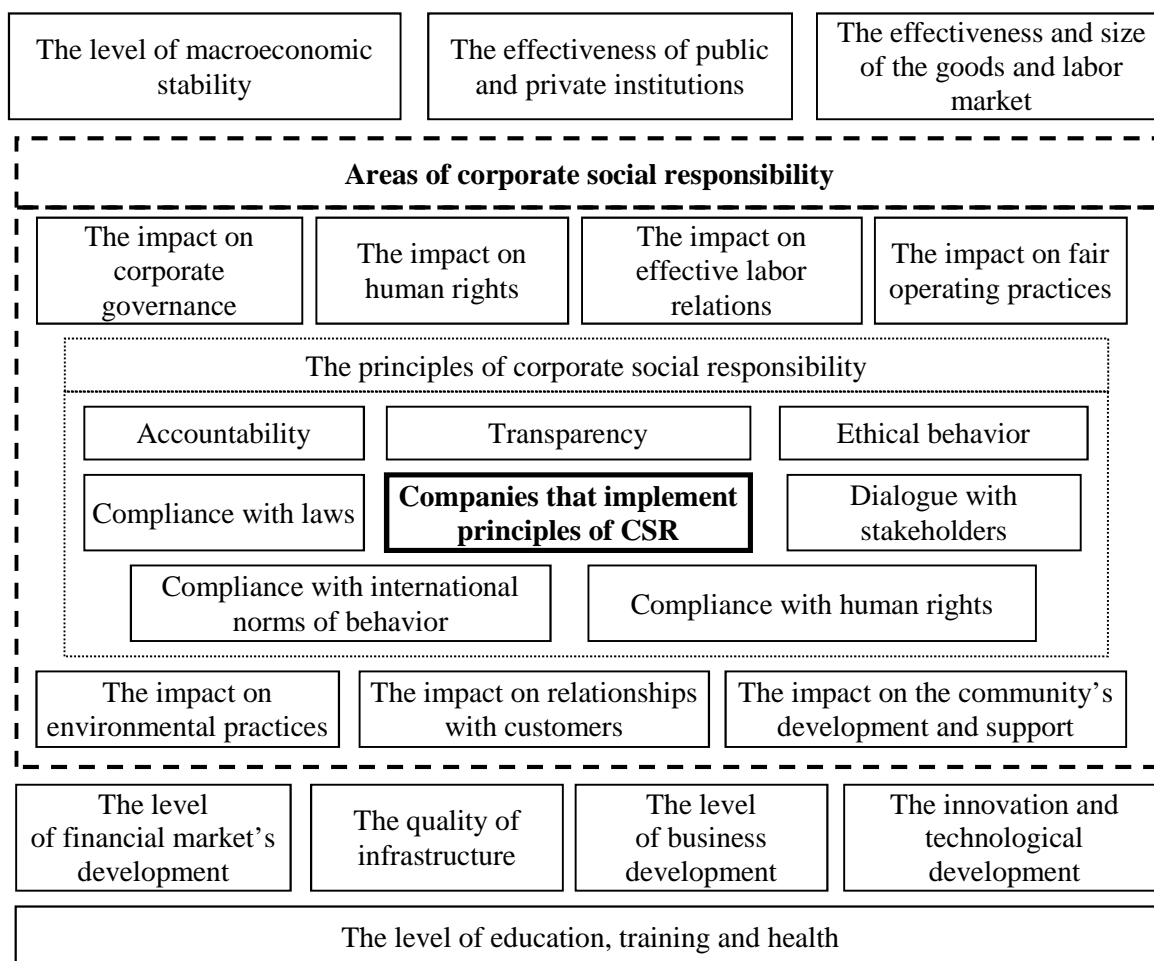 The level of macroeconomic
stability
The effectiveness of public
and private institutions
The effectiveness and size
of the goods and labor
market
Areas of corporate social responsibility
The impact on
corporate
governance
The impact on
human rights
The impact on
effective labor
relations
The impact on fair
operating practices
The principles of corporate social responsibility
Accountability
Transparency
Ethical behavior
Compliance with laws
Companies that implement
principles of CSR
Dialogue with
stakeholders
Compliance with international
norms of behavior
Compliance with human rights
The impact on
environmental practices
The impact on relationships
with customers
The impact on the community’s
development and support
The level
of financial market’s
development
The quality of
infrastructure
The level
of business
development
The innovation and
technological
development
The level of education, training and health